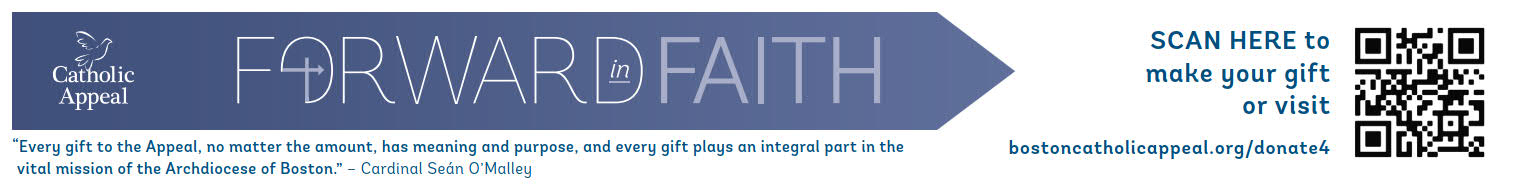 Catholic
Appeal
FORWARD in FAITH
SCAN HERE to
make your gift
or visit
bostoncatholicappeal.org/donate4
“Every gift to the Appeal, no matter the amount, has meaning and purpose, and every gift plays an integral part in the
vital mission of the Archdiocese of Boston.” – Cardinal Seán O’Malley